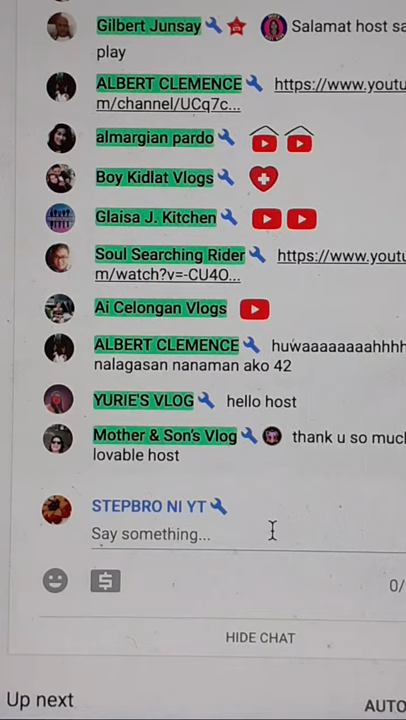 Gilbert Junsay Salamat host sa
play
ALBERT CLEMENCE https://www.youtu
m/channel/UCq7c...
almargian pardo
Boy Kidlat Vlogs
Glaisa J. Kitchen
Soul Searching Rider https://www.youtu
m/watch?v=-CU4O...
Ai Celongan Vlogs
ALBERT CLEMENCE huwaaaaaaaahhhh
nalagasan nanaman ako 42
YURIE'S VLOG hello host
Mother & Son's Vlog thank u so much
lovable host
STEPBRO NI YT
Say something...
0/
HIDE CHAT
Up next
AUTO